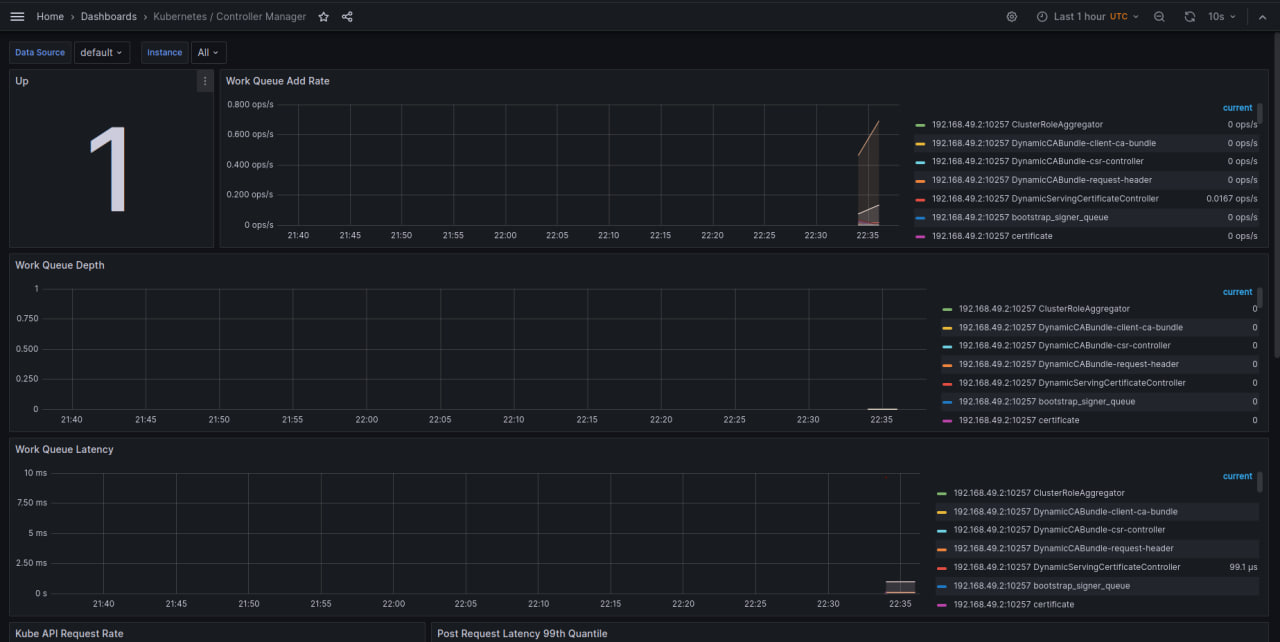 Home › Dashboards › Kubernetes / Controller Manager
Last 1 hour UTC
10s
Data Source default Instance All
Up
1
Work Queue Add Rate
0.800 ops/s
0.600 ops/s
0.400 ops/s
0.200 ops/s
0 ops/s
21:40 21:45 21:50 21:55 22:00 22:05 22:10 22:15 22:20 22:25 22:30 22:35
current
192.168.49.2:10257 ClusterRoleAggregator 0 ops/s
192.168.49.2:10257 DynamicCABundle-client-ca-bundle 0 ops/s
192.168.49.2:10257 DynamicCABundle-csr-controller 0 ops/s
192.168.49.2:10257 DynamicCABundle-request-header 0 ops/s
192.168.49.2:10257 DynamicServingCertificateController 0.0167 ops/s
192.168.49.2:10257 bootstrap_signer_queue 0 ops/s
192.168.49.2:10257 certificate 0 ops/s
Work Queue Depth
1
0.750
0.500
0.250
0
21:40 21:45 21:50 21:55 22:00 22:05 22:10 22:15 22:20 22:25 22:30 22:35
current
192.168.49.2:10257 ClusterRoleAggregator 0
192.168.49.2:10257 DynamicCABundle-client-ca-bundle 0
192.168.49.2:10257 DynamicCABundle-csr-controller 0
192.168.49.2:10257 DynamicCABundle-request-header 0
192.168.49.2:10257 DynamicServingCertificateController 0
192.168.49.2:10257 bootstrap_signer_queue 0
192.168.49.2:10257 certificate 0
Work Queue Latency
10 ms
7.50 ms
5 ms
2.50 ms
0 s
21:40 21:45 21:50 21:55 22:00 22:05 22:10 22:15 22:20 22:25 22:30 22:35
current
192.168.49.2:10257 ClusterRoleAggregator
192.168.49.2:10257 DynamicCABundle-client-ca-bundle
192.168.49.2:10257 DynamicCABundle-csr-controller
192.168.49.2:10257 DynamicCABundle-request-header
192.168.49.2:10257 DynamicServingCertificateController 99.1 µs
192.168.49.2:10257 bootstrap_signer_queue
192.168.49.2:10257 certificate
Kube API Request Rate
Post Request Latency 99th Quantile